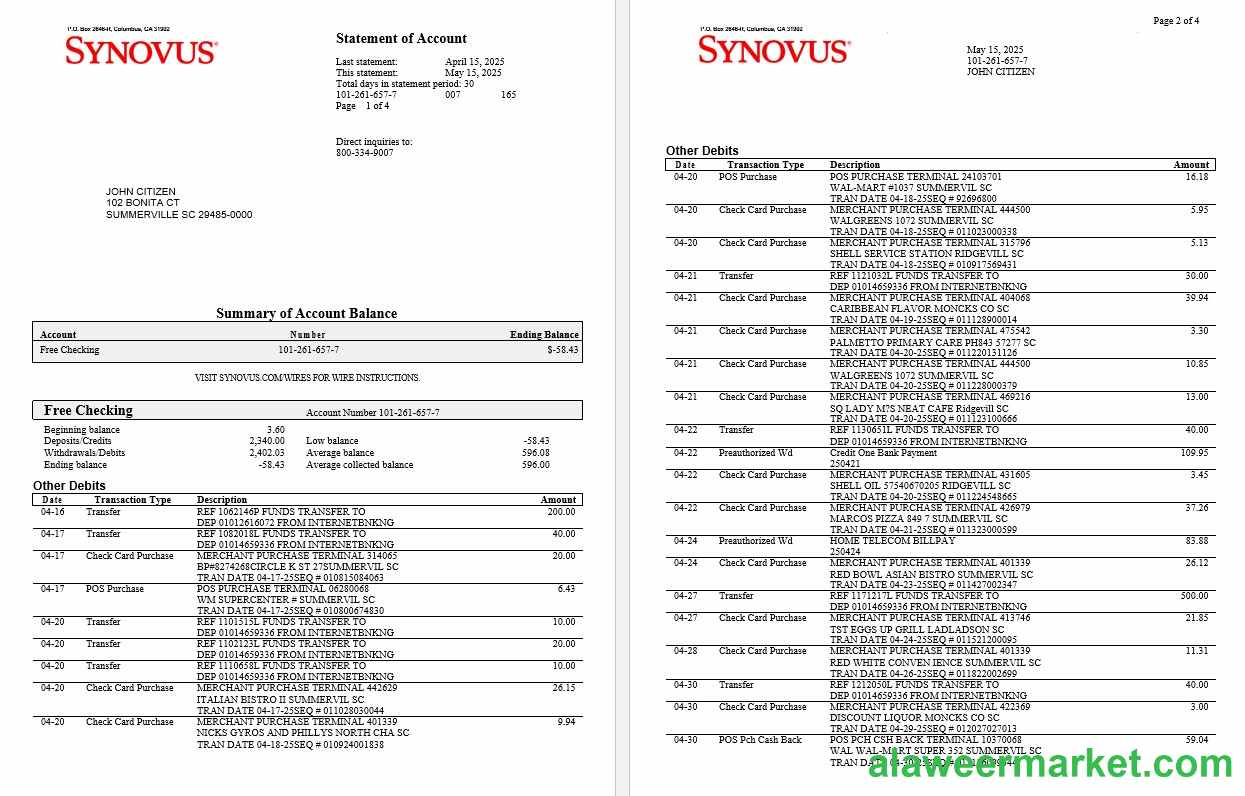 P.O. Box 2646-R, Columbus, GA 31902
SYNOVUS®
Statement of Account
Last statement: April 15, 2025
This statement: May 15, 2025
Total days in statement period: 30
101-261-657-7 007 165
Page 1 of 4
Direct inquiries to:
800-334-9007
JOHN CITIZEN
102 BONITA CT
SUMMERVILLE SC 29485-0000
Summary of Account Balance
Account Number Ending Balance
Free Checking 101-261-657-7 $-58.43
VISIT SYNOVUS.COM/WIRES FOR WIRE INSTRUCTIONS.
Free Checking Account Number 101-261-657-7
Beginning balance 3.60
Deposits/Credits 2,340.00 Low balance -58.43
Withdrawals/Debits 2,402.03 Average balance 596.08
Ending balance -58.43 Average collected balance 596.00
Other Debits
Date Transaction Type Description Amount
04-16 Transfer REF 1062146P FUNDS TRANSFER TO 200.00
DEP 01012616072 FROM INTERNETBNKNG
04-17 Transfer REF 1082018L FUNDS TRANSFER TO 40.00
DEP 01014659336 FROM INTERNETBNKNG
04-17 Check Card Purchase MERCHANT PURCHASE TERMINAL 314065 20.00
BP#8274268CIRCLE K ST 27SUMMERVIL SC
TRAN DATE 04-17-25SEQ # 010815084063
04-17 POS Purchase POS PURCHASE TERMINAL 06280068 6.43
WM SUPERCENTER # SUMMERVIL SC
TRAN DATE 04-17-25SEQ # 010800674830
04-20 Transfer REF 1101515L FUNDS TRANSFER TO 10.00
DEP 01014659336 FROM INTERNETBNKNG
04-20 Transfer REF 1102123L FUNDS TRANSFER TO 20.00
DEP 01014659336 FROM INTERNETBNKNG
04-20 Transfer REF 1110658L FUNDS TRANSFER TO 10.00
DEP 01014659336 FROM INTERNETBNKNG
04-20 Check Card Purchase MERCHANT PURCHASE TERMINAL 442629 26.15
ITALIAN BISTRO II SUMMERVIL SC
TRAN DATE 04-17-25SEQ # 011028030044
04-20 Check Card Purchase MERCHANT PURCHASE TERMINAL 401339 9.94
NICKS GYROS AND PHILLYS NORTH CHA SC
TRAN DATE 04-18-25SEQ # 010924001838
Page 2 of 4
P.O. Box 2646-R, Columbus, GA 31902
SYNOVUS®
May 15, 2025
101-261-657-7
JOHN CITIZEN
Other Debits
Date Transaction Type Description Amount
04-20 POS Purchase POS PURCHASE TERMINAL 24103701 16.18
WAL-MART #1037 SUMMERVIL SC
TRAN DATE 04-18-25SEQ # 92696800
04-20 Check Card Purchase MERCHANT PURCHASE TERMINAL 444500 5.95
WALGREENS 1072 SUMMERVIL SC
TRAN DATE 04-18-25SEQ # 011023000338
04-20 Check Card Purchase MERCHANT PURCHASE TERMINAL 315796 5.13
SHELL SERVICE STATION RIDGEVILL SC
TRAN DATE 04-18-25SEQ # 010917569431
04-21 Transfer REF 1121032L FUNDS TRANSFER TO 30.00
DEP 01014659336 FROM INTERNETBNKNG
04-21 Check Card Purchase MERCHANT PURCHASE TERMINAL 404068 39.94
CARIBBEAN FLAVOR MONCKS CO SC
TRAN DATE 04-19-25SEQ # 011128900014
04-21 Check Card Purchase MERCHANT PURCHASE TERMINAL 475542 3.30
PALMETTO PRIMARY CARE PH843 57277 SC
TRAN DATE 04-20-25SEQ # 011220131126
04-21 Check Card Purchase MERCHANT PURCHASE TERMINAL 444500 10.85
WALGREENS 1072 SUMMERVIL SC
TRAN DATE 04-20-25SEQ # 011228000379
04-21 Check Card Purchase MERCHANT PURCHASE TERMINAL 469216 13.00
SQ LADY M?S NEAT CAFE Ridgevill SC
TRAN DATE 04-20-25SEQ # 011123100666
04-22 Transfer REF 1130651L FUNDS TRANSFER TO 40.00
DEP 01014659336 FROM INTERNETBNKNG
04-22 Preauthorized Wd Credit One Bank Payment 109.95
250421
04-22 Check Card Purchase MERCHANT PURCHASE TERMINAL 431605 3.45
SHELL OIL 57540670205 RIDGEVILL SC
TRAN DATE 04-20-25SEQ # 011224548665
04-22 Check Card Purchase MERCHANT PURCHASE TERMINAL 426979 37.26
MARCOS PIZZA 849 7 SUMMERVIL SC
TRAN DATE 04-21-25SEQ # 011323000599
04-24 Preauthorized Wd HOME TELECOM BILLPAY 83.88
250424
04-24 Check Card Purchase MERCHANT PURCHASE TERMINAL 401339 26.12
RED BOWL ASIAN BISTRO SUMMERVIL SC
TRAN DATE 04-23-25SEQ # 011427002347
04-27 Transfer REF 1171217L FUNDS TRANSFER TO 500.00
DEP 01014659336 FROM INTERNETBNKNG
04-27 Check Card Purchase MERCHANT PURCHASE TERMINAL 413746 21.85
TST EGGS UP GRILL LADLADSON SC
TRAN DATE 04-24-25SEQ # 011521200095
04-28 Check Card Purchase MERCHANT PURCHASE TERMINAL 401339 11.31
RED WHITE CONVEN IENCE SUMMERVIL SC
TRAN DATE 04-26-25SEQ # 011822002699
04-30 Transfer REF 1212050L FUNDS TRANSFER TO 40.00
DEP 01014659336 FROM INTERNETBNKNG
04-30 Check Card Purchase MERCHANT PURCHASE TERMINAL 422369 3.00
DISCOUNT LIQUOR MONCKS CO SC
TRAN DATE 04-29-25SEQ # 012027027013
04-30 POS Pch Cash Back POS PCH CSH BACK TERMINAL 10370068 59.04
WAL WAL-MART SUPER 352 SUMMERVIL SC
TRAN
alaweermarket.com